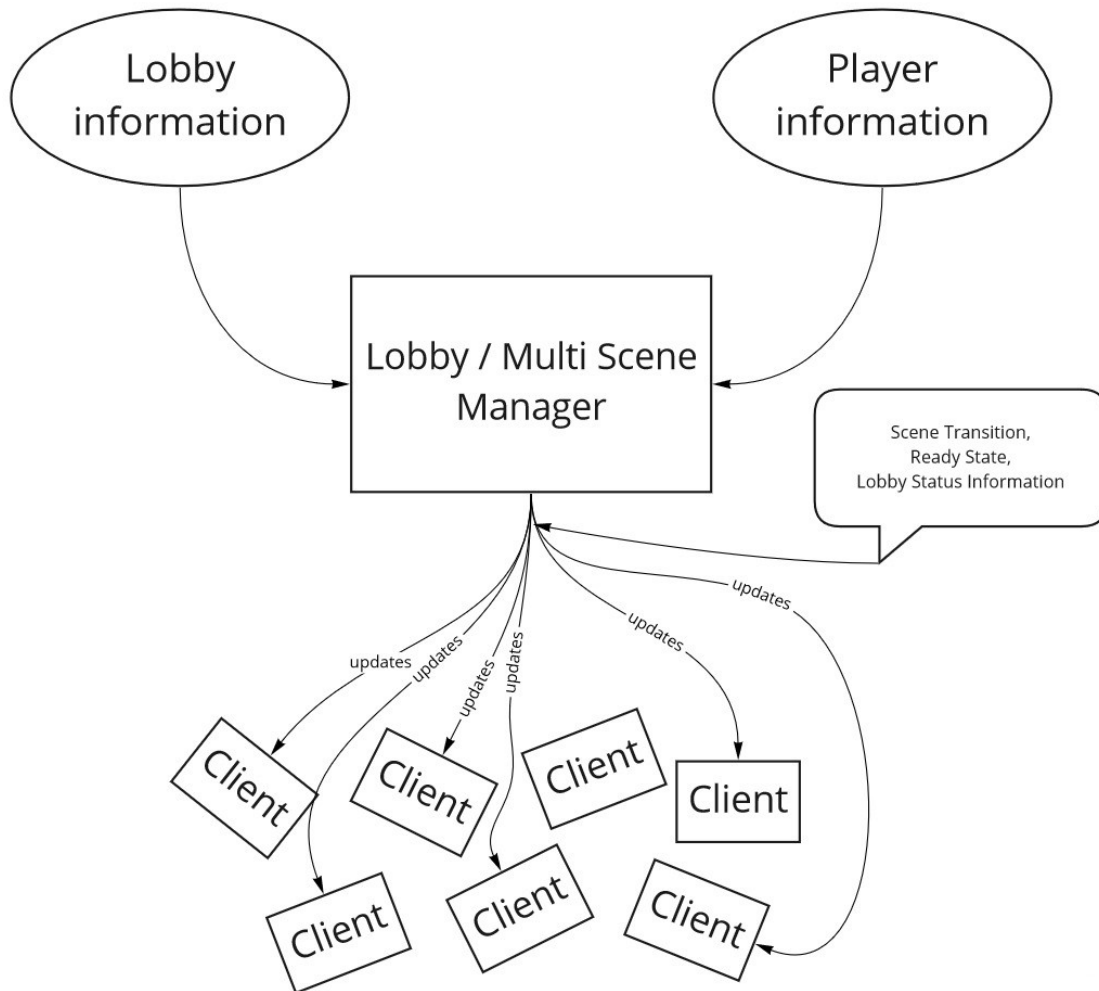 Lobby
information
Player
information
Lobby / Multi Scene
Manager
Scene Transition,
Ready State,
Lobby Status Information
updates
updates
updates
updates
updates
updates
Client
Client
Client
Client
Client
Client
Client